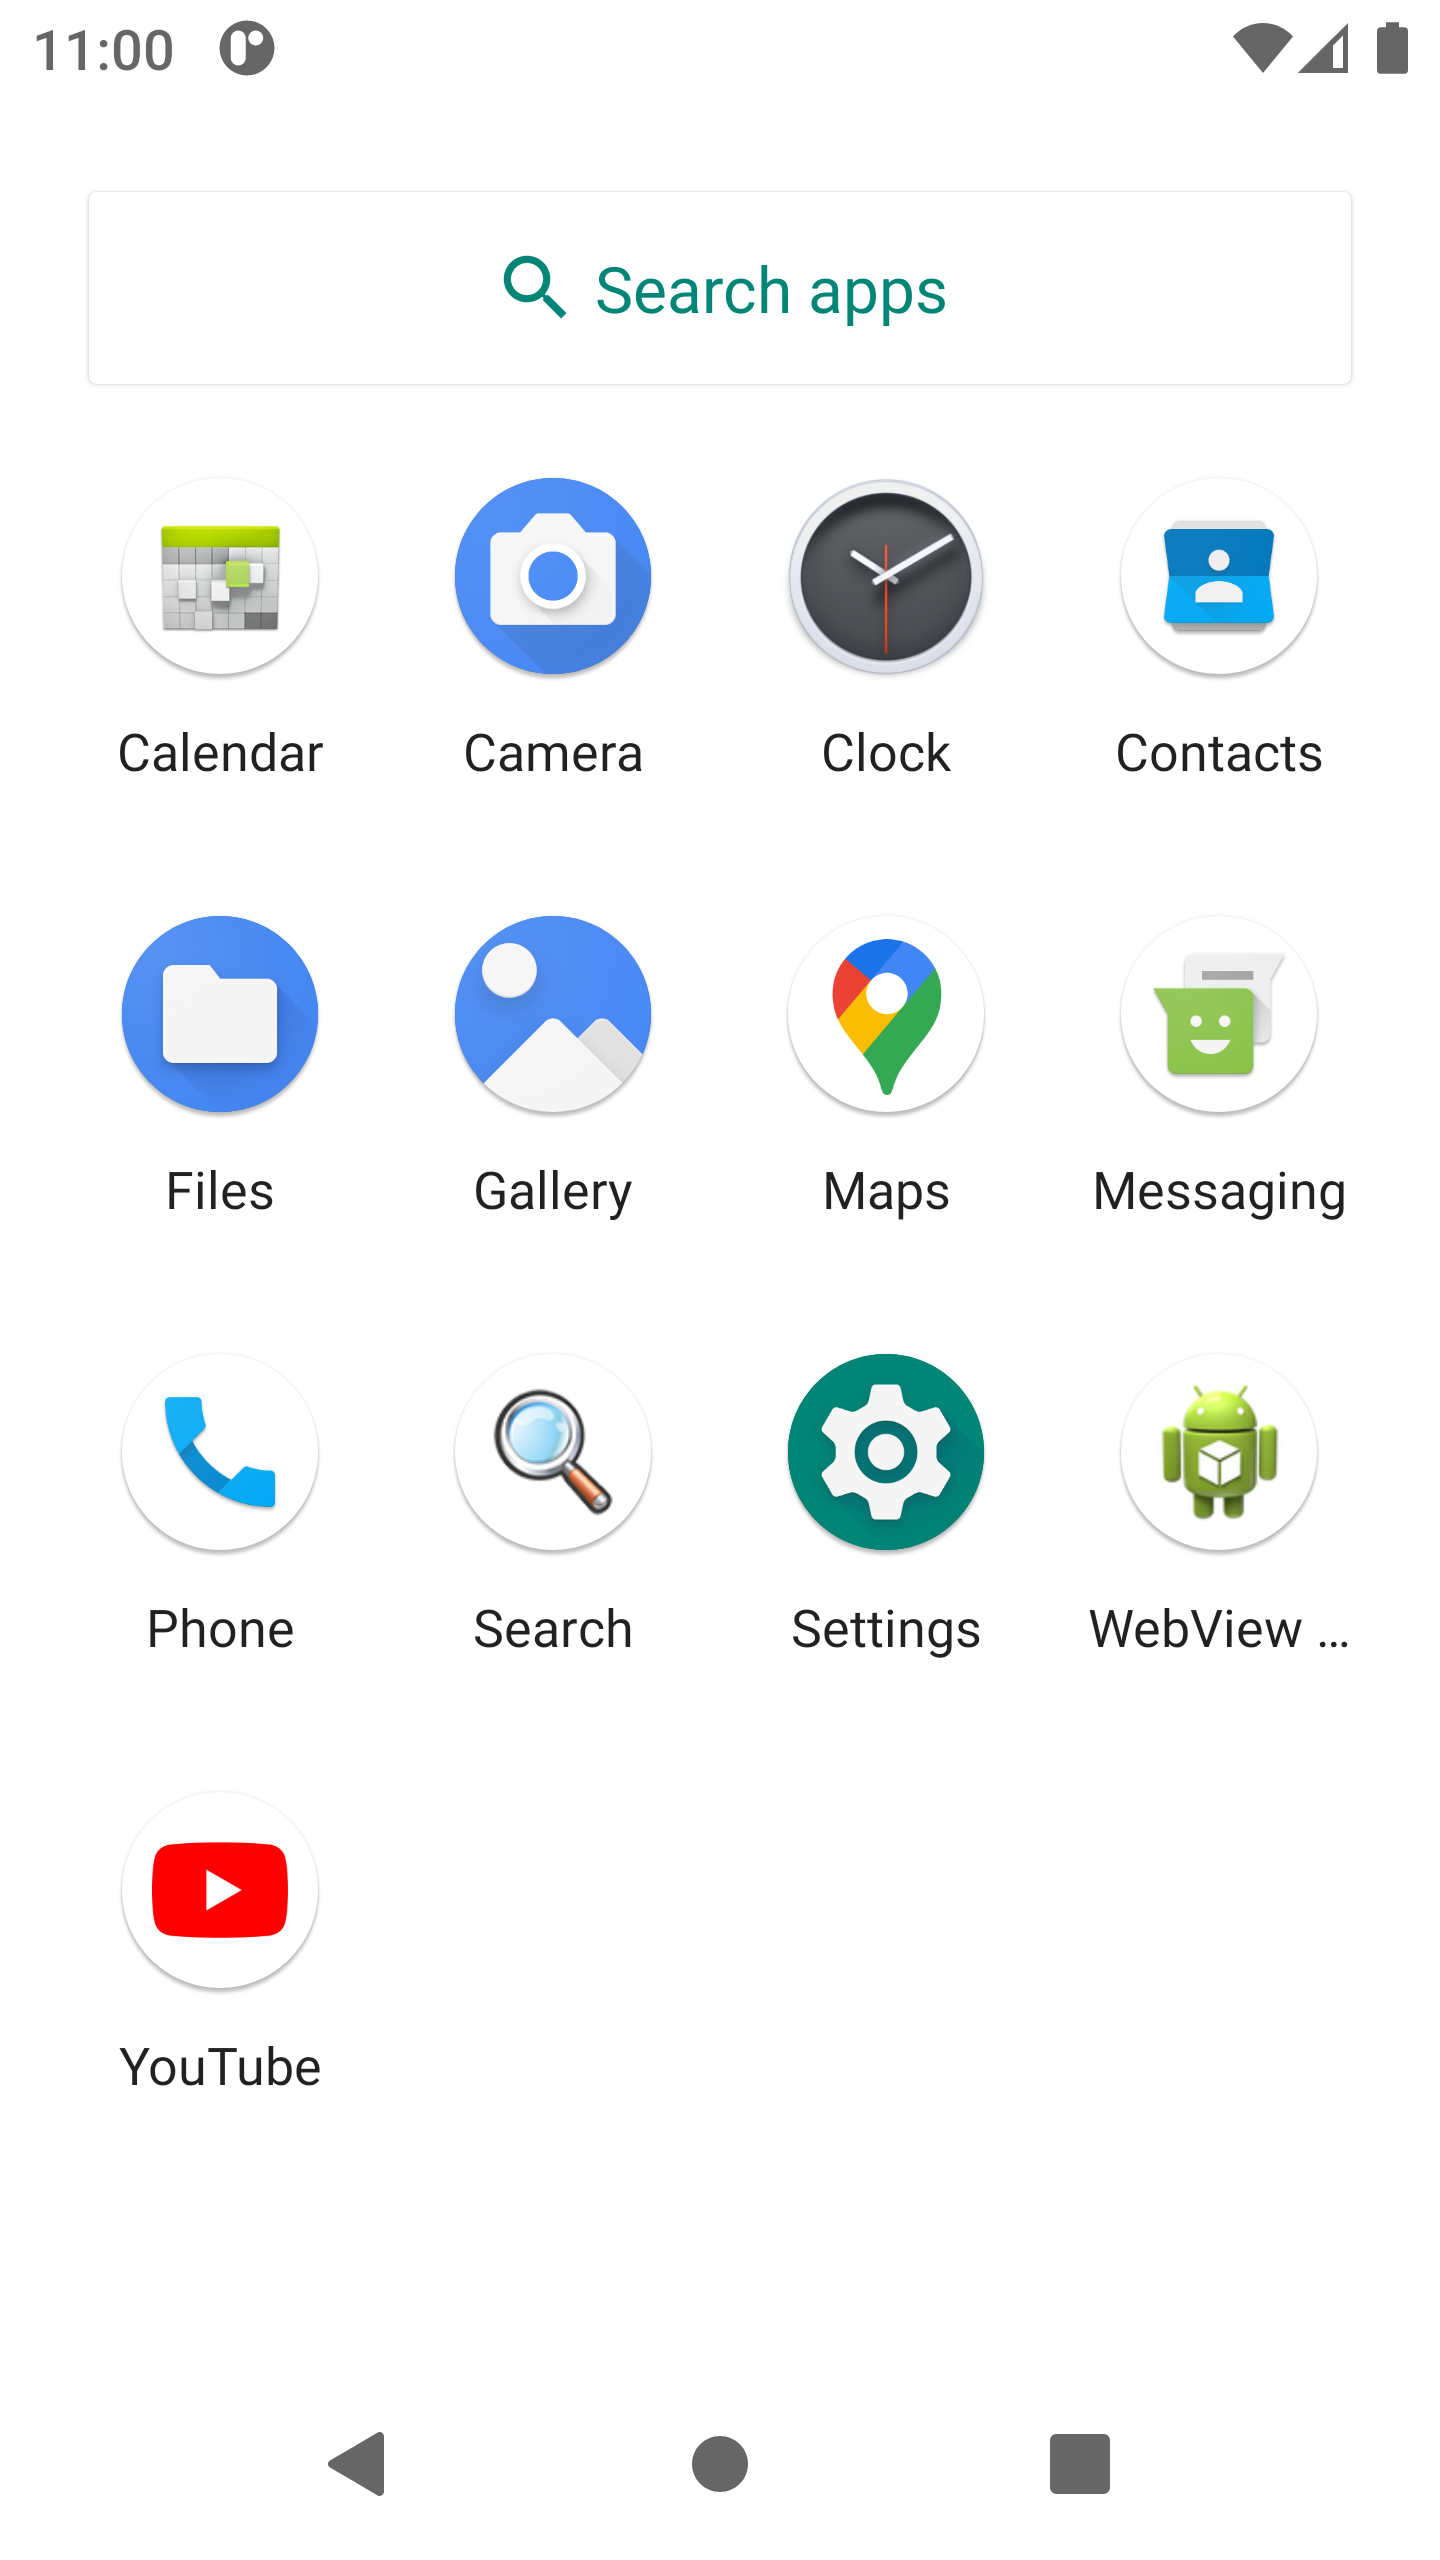 11:00
Search apps
Calendar Camera Clock Contacts
Files Gallery Maps Messaging
Phone Search Settings WebView ...
YouTube